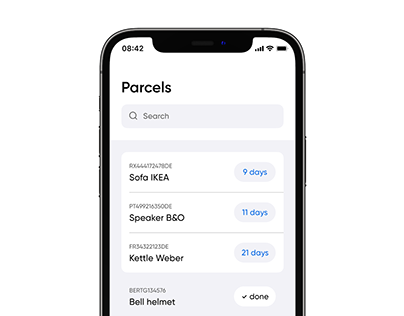 08:42
Parcels
Search
RX444172478DE
Sofa IKEA
9 days
PT499216350DE
Speaker B&O
11 days
FR34322123DE
Kettle Weber
21 days
BERTG134576
Bell helmet
✓ done